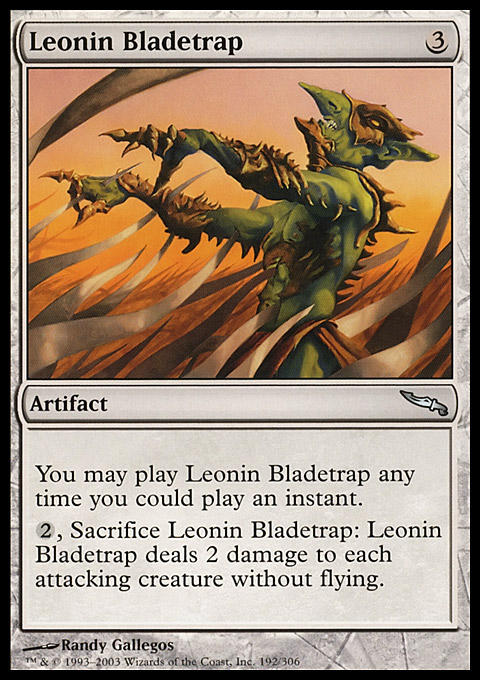 Leonin Bladetrap 3
Artifact
You may play Leonin Bladetrap any
time you could play an instant.
2, Sacrifice Leonin Bladetrap: Leonin
Bladetrap deals 2 damage to each
attacking creature without flying.
Randy Gallegos
™ & © 1993–2003 Wizards of the Coast, Inc. 192/306